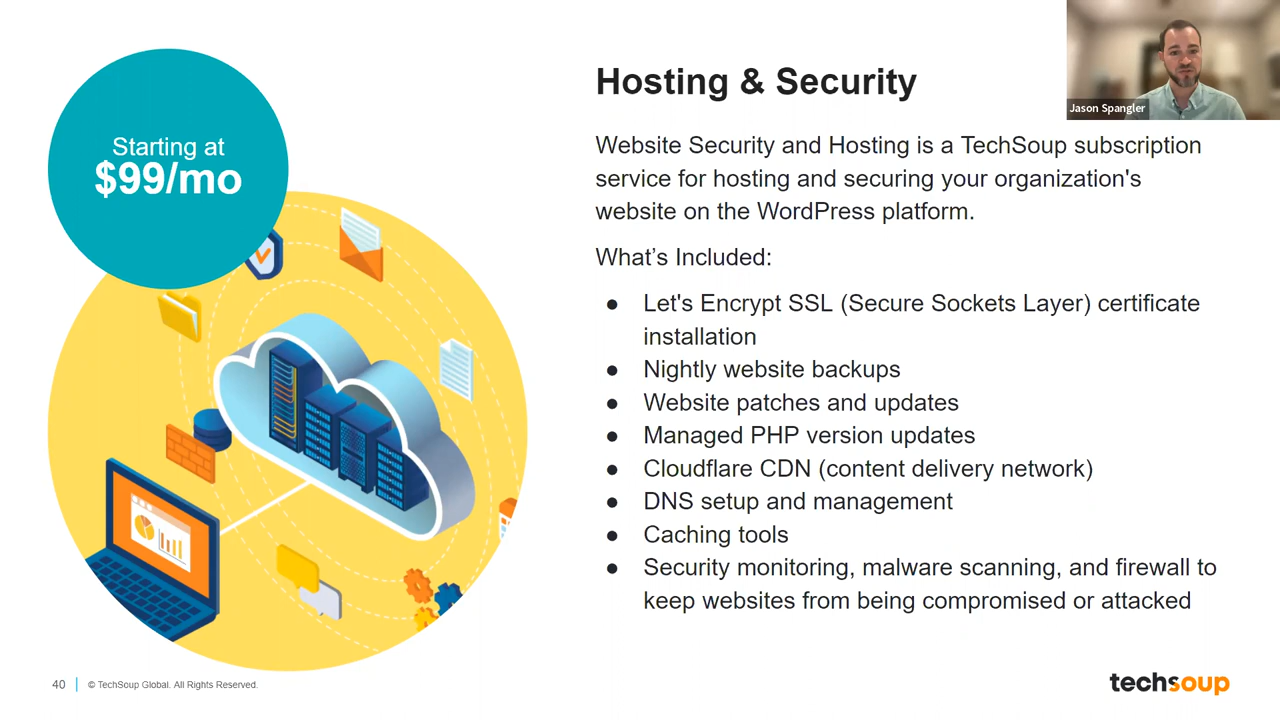 Starting at
$99/mo
Hosting & Security
Jason Spangler
Website Security and Hosting is a TechSoup subscription
service for hosting and securing your organization's
website on the WordPress platform.
What’s Included:
● Let's Encrypt SSL (Secure Sockets Layer) certificate
installation
● Nightly website backups
● Website patches and updates
● Managed PHP version updates
● Cloudflare CDN (content delivery network)
● DNS setup and management
● Caching tools
● Security monitoring, malware scanning, and firewall to
keep websites from being compromised or attacked
40
© TechSoup Global. All Rights Reserved.
techsoup